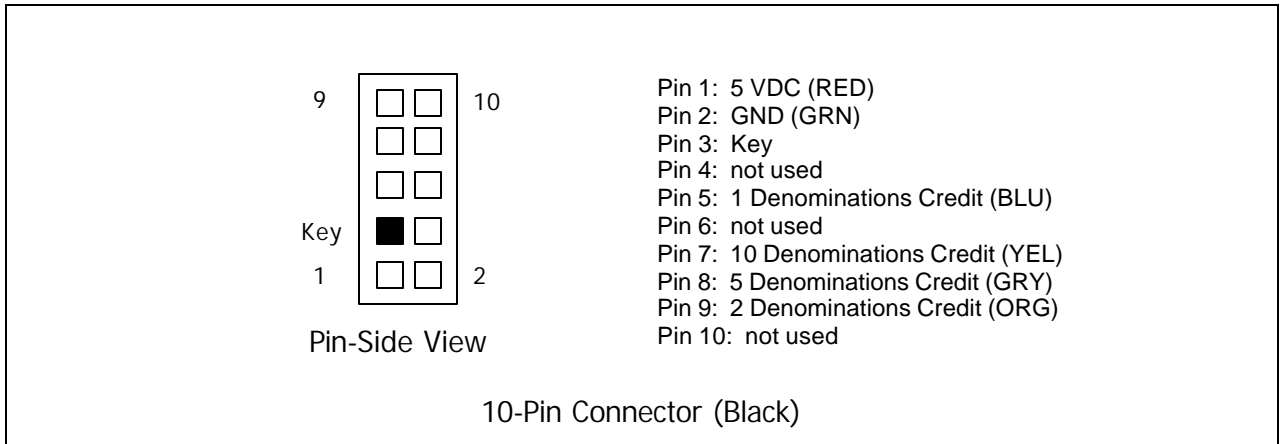 9
10
Key
1
2
Pin-Side View
Pin 1: 5 VDC (RED)
Pin 2: GND (GRN)
Pin 3: Key
Pin 4: not used
Pin 5: 1 Denominations Credit (BLU)
Pin 6: not used
Pin 7: 10 Denominations Credit (YEL)
Pin 8: 5 Denominations Credit (GRY)
Pin 9: 2 Denominations Credit (ORG)
Pin 10: not used
10-Pin Connector (Black)